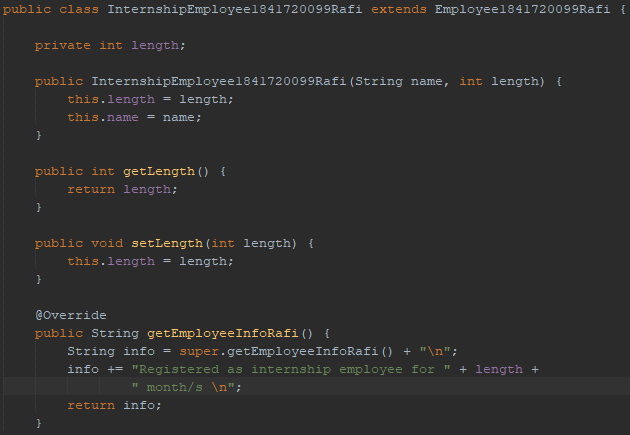 public class InternshipEmployee1841720099Rafi extends Employee1841720099Rafi {
private int length;
public InternshipEmployee1841720099Rafi(String name, int length) {
this.length = length;
this.name = name;
}
public int getLength() {
return length;
}
public void setLength(int length) {
this.length = length;
}
@Override
public String getEmployeeInfoRafi() {
String info = super.getEmployeeInfoRafi() + "\n";
info += "Registered as internship employee for " + length +
" month/s \n";
return info;
}